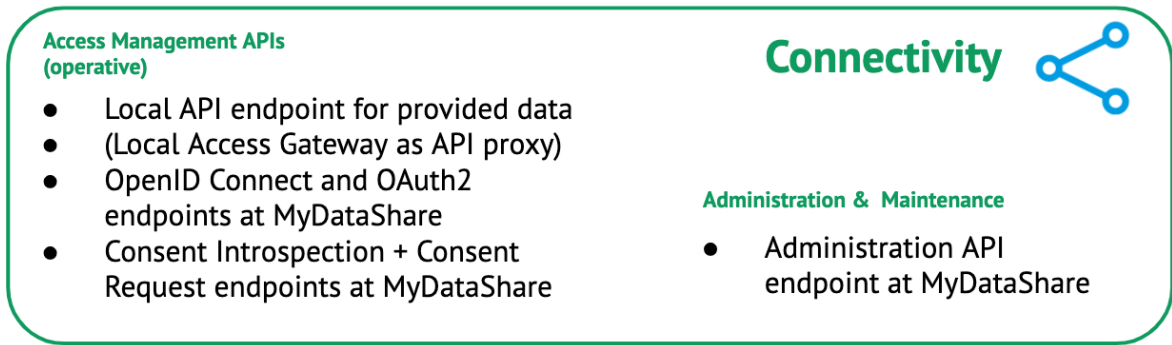 Access Management APIs
(operative)
● Local API endpoint for provided data
● (Local Access Gateway as API proxy)
● OpenID Connect and OAuth2
endpoints at MyDataShare
● Consent Introspection + Consent
Request endpoints at MyDataShare
Connectivity
Administration & Maintenance
● Administration API
endpoint at MyDataShare